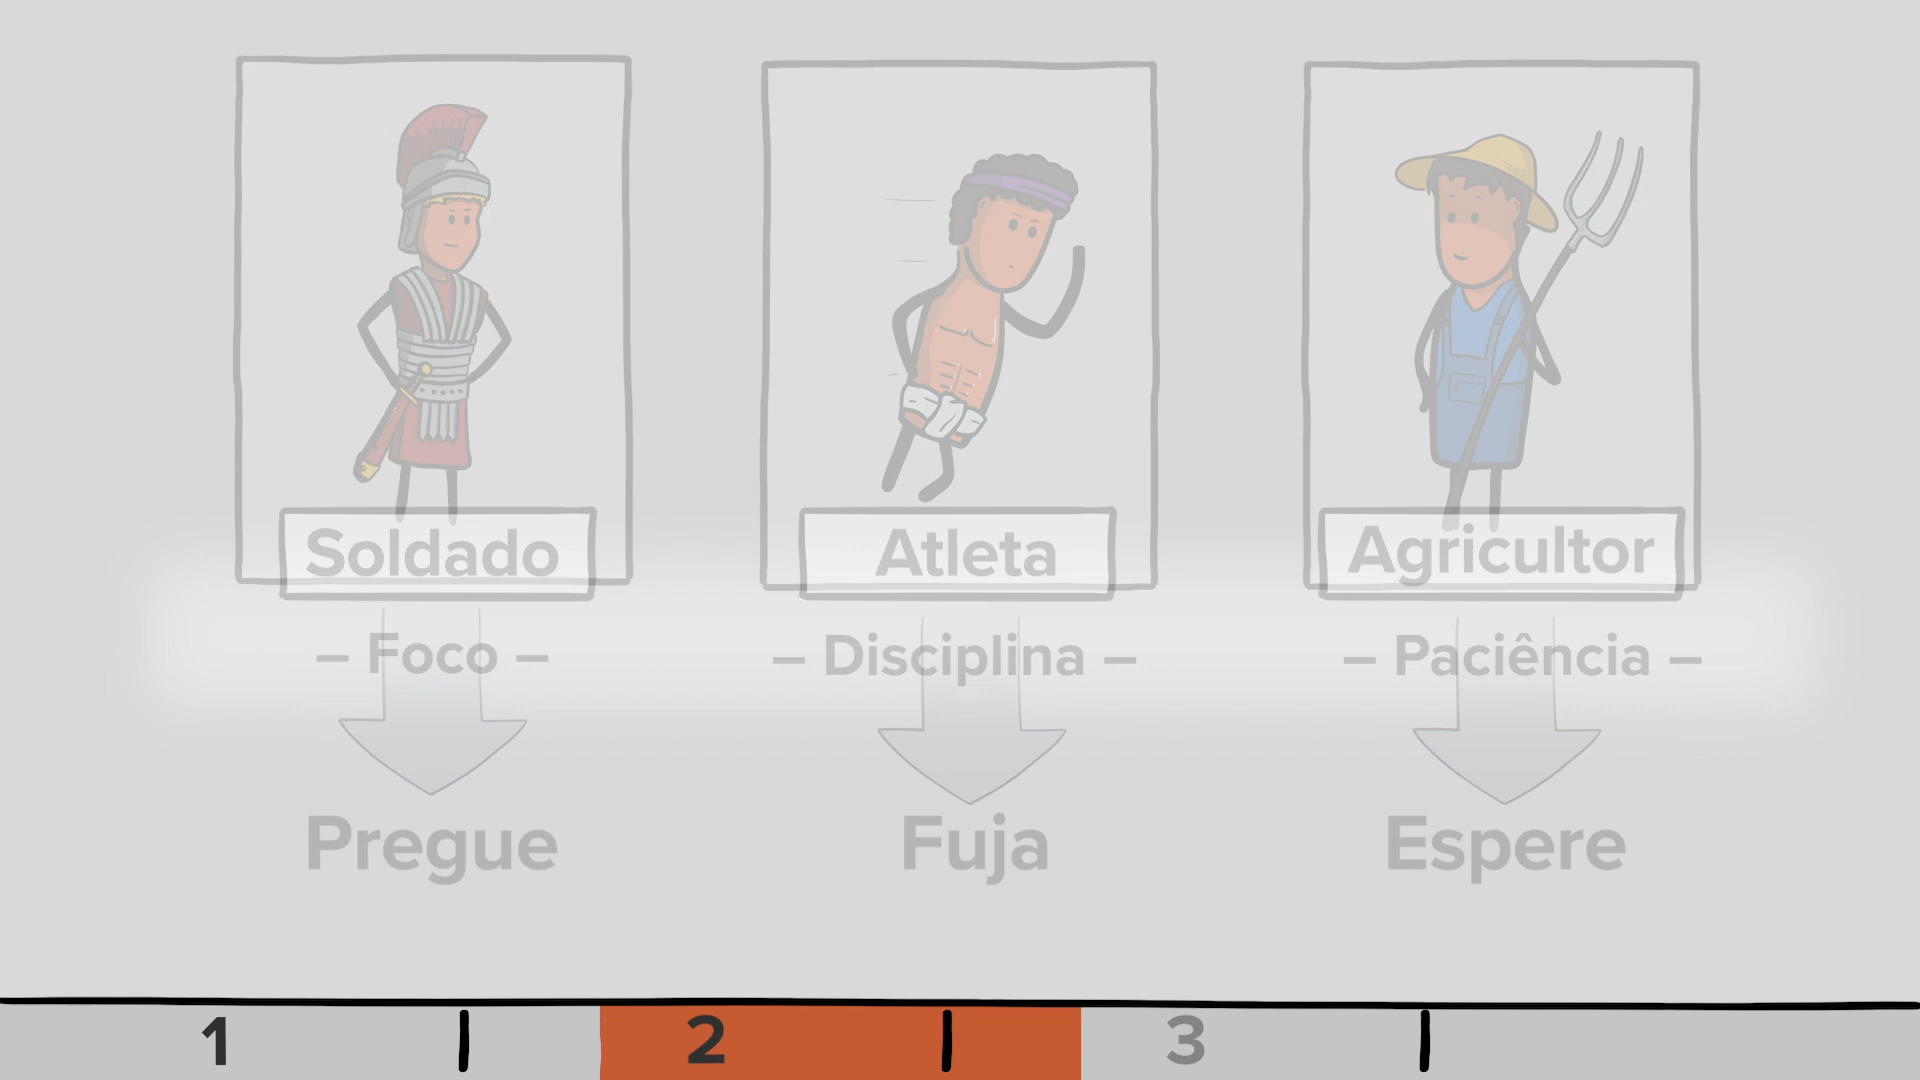 Soldado
Atleta
Agricultor
– Foco –
– Disciplina –
– Paciência –
Pregue
Fuja
Espere
1
2
3